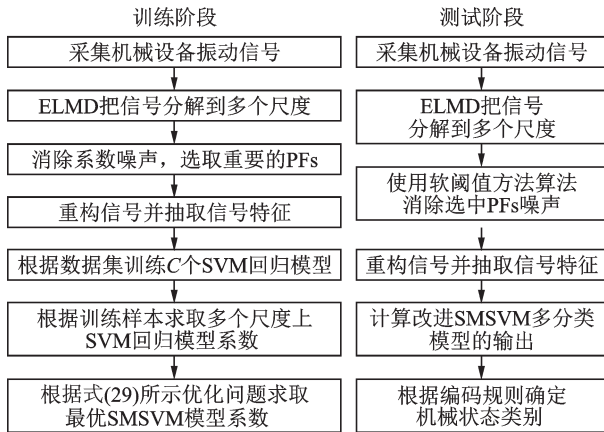 训练阶段
采集机械设备振动信号
ELMD把信号分解到多个尺度
消除系数噪声，选取重要的PFs
重构信号并抽取信号特征
根据数据集训练C个SVM回归模型
根据训练样本求取多个尺度上
SVM回归模型系数
根据式(29)所示优化问题求取
最优SMSVM模型系数
测试阶段
采集机械设备振动信号
ELMD把信号
分解到多个尺度
使用软阈值方法算法
消除选中PFs噪声
重构信号并抽取信号特征
计算改进SMSVM多分类
模型的输出
根据编码规则确定
机械状态类别